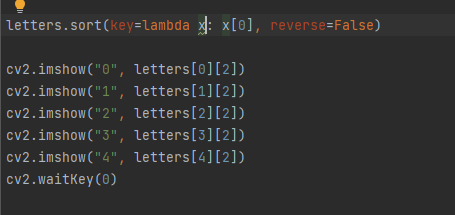 letters.sort(key=lambda x: x[0], reverse=False)
cv2.imshow("0", letters[0][2])
cv2.imshow("1", letters[1][2])
cv2.imshow("2", letters[2][2])
cv2.imshow("3", letters[3][2])
cv2.imshow("4", letters[4][2])
cv2.waitKey(0)